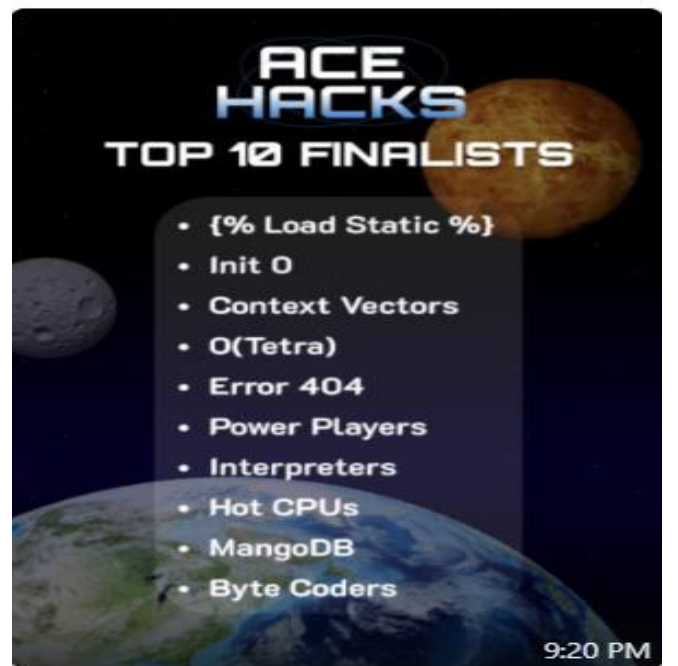 ACE
HACKS
TOP 10 FINALISTS
• {% Load Static %}
• Init 0
• Context Vectors
• O(Tetra)
• Error 404
• Power Players
• Interpreters
• Hot CPUs
• MangoDB
• Byte Coders
9:20 PM